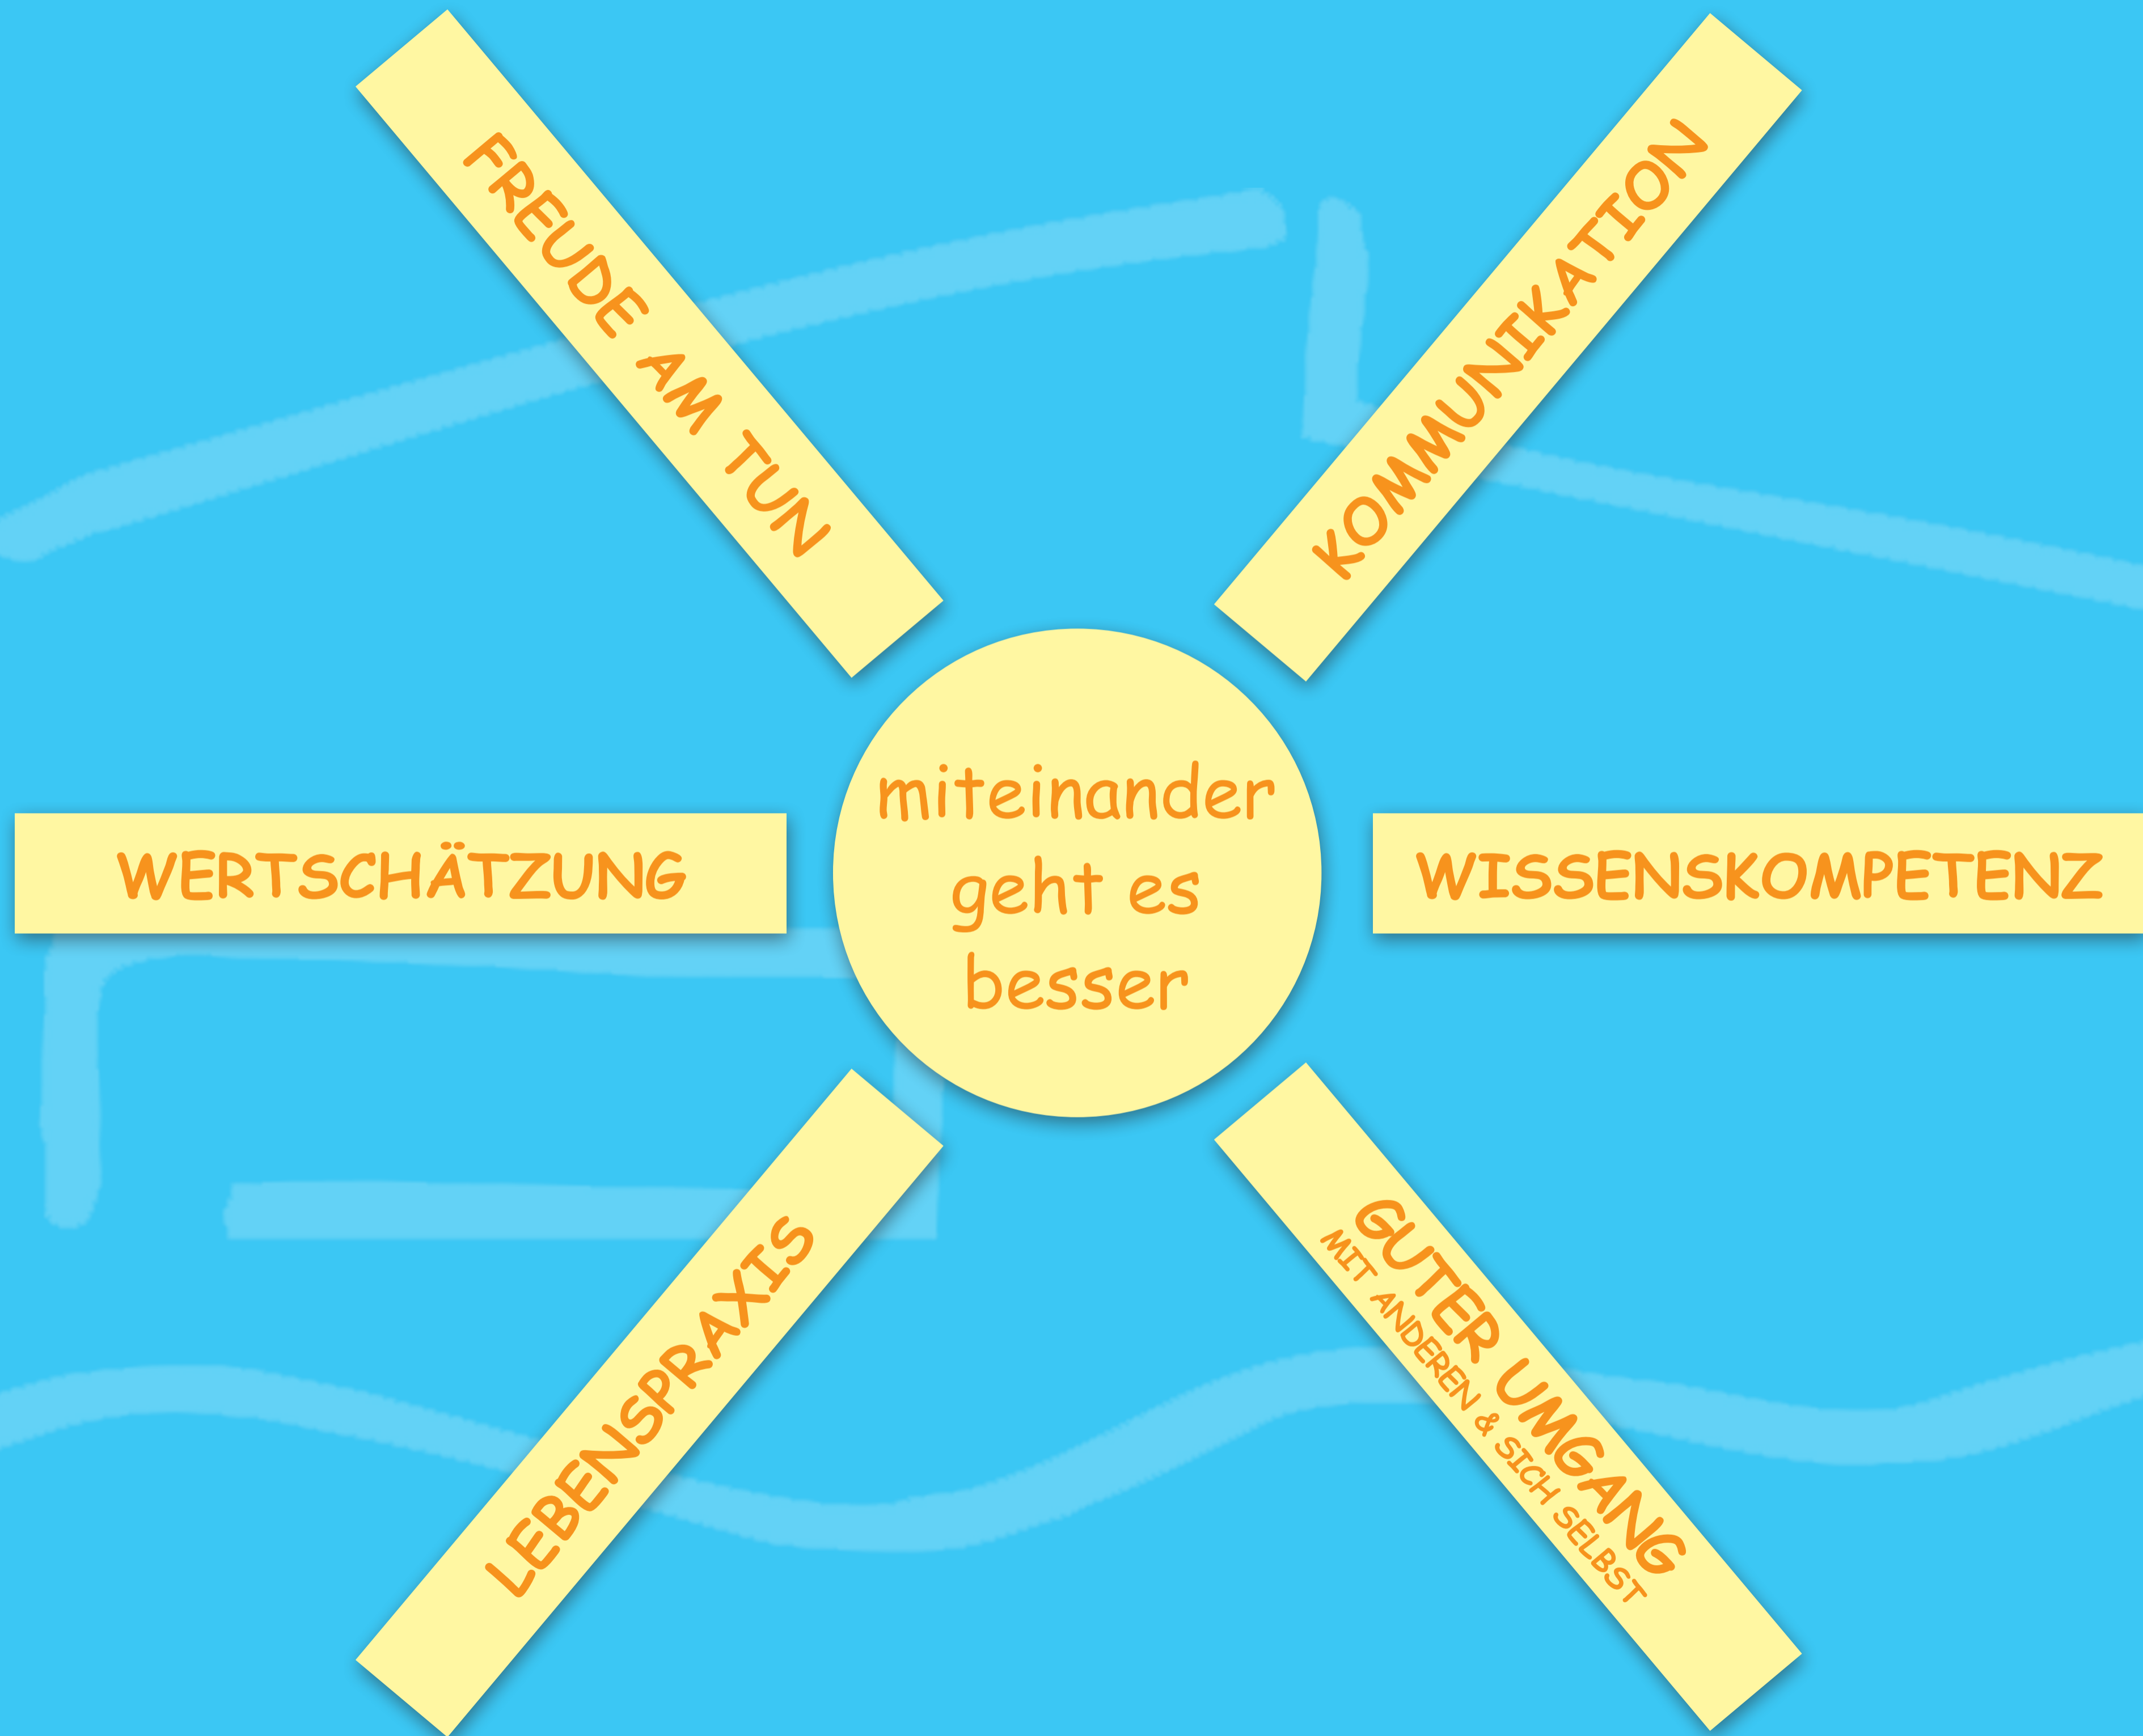 FREUDE AM TUN
KOMMUNIKATION
WERTSCHÄTZUNG
miteinander
geht es
besser
WISSENSKOMPETENZ
LEBENSPRAXIS
GUTER UMGANG
MIT ANDEREN & SICH SELBST